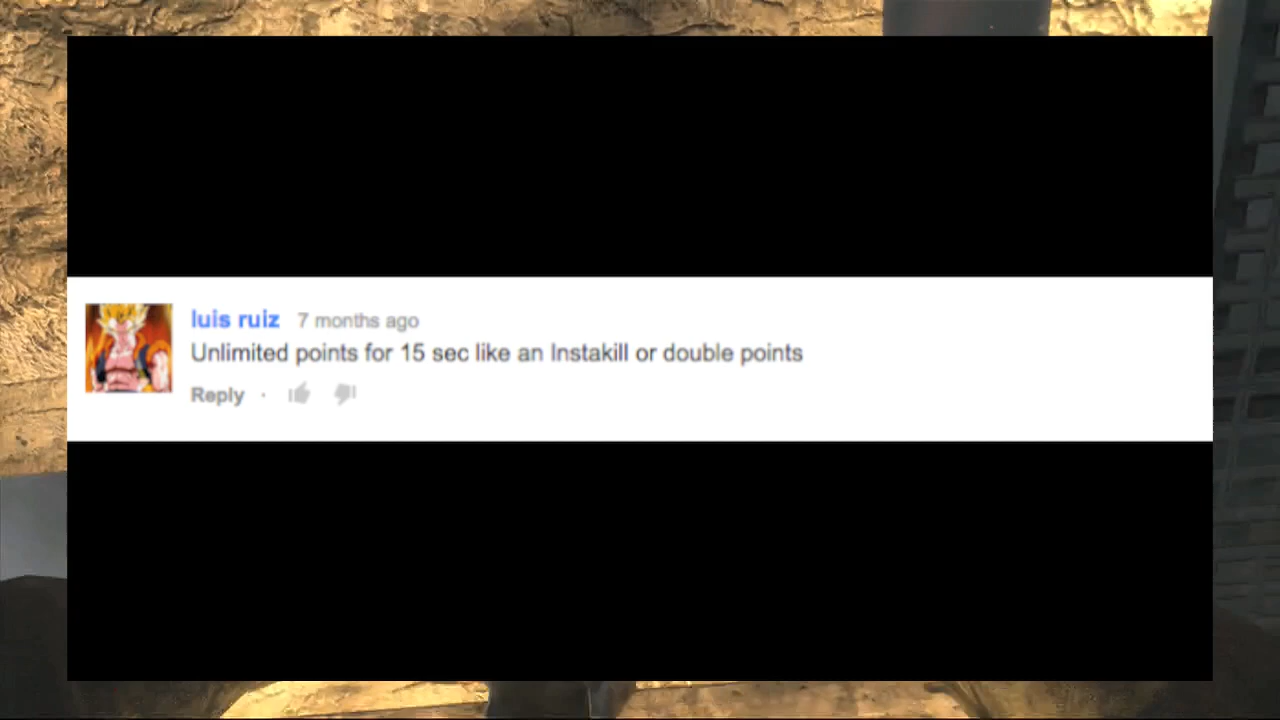 luis ruiz 7 months ago
Unlimited points for 15 sec like an Instakill or double points
Reply ·